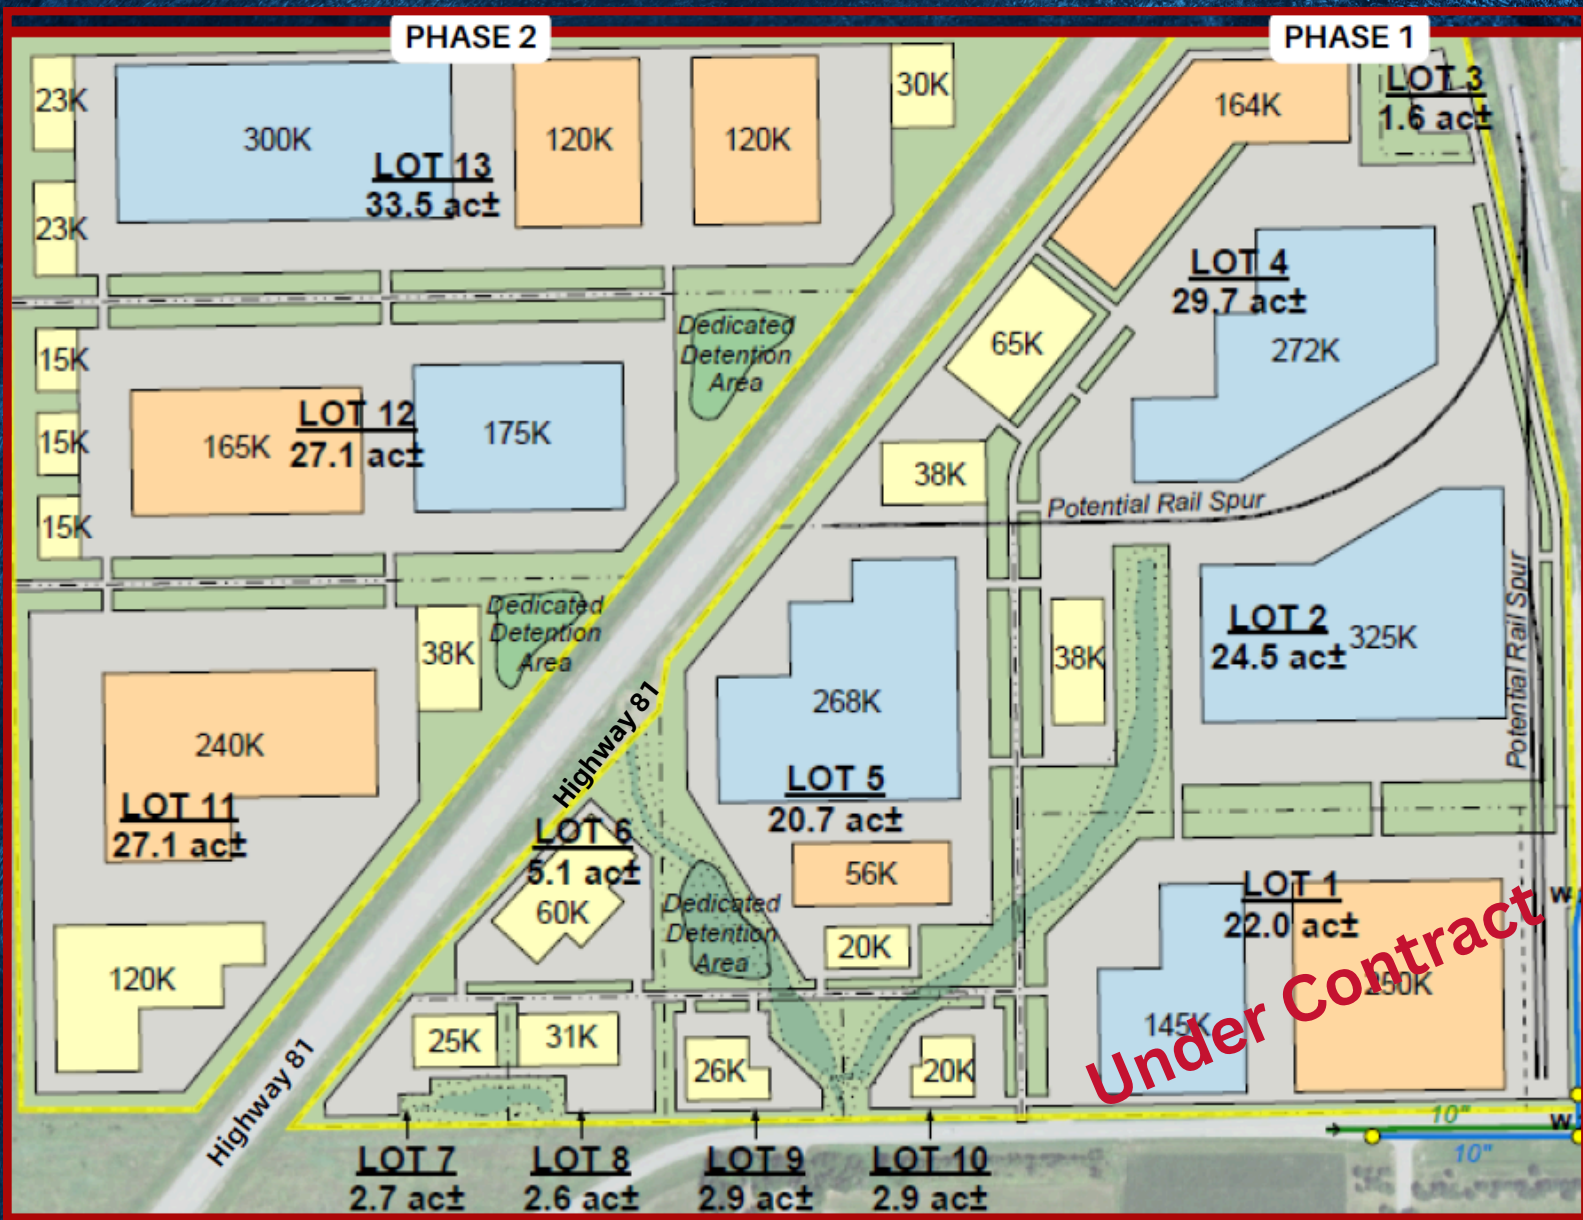 PHASE 2
PHASE 1
23K
300K
LOT 13
33.5 ac±
120K
120K
30K
23K
164K
LOT 3
1.6 ac±
LOT 4
29.7 ac±
272K
65K
38K
Dedicated
Detention
Area
15K
15K
15K
165K
LOT 12
27.1 ac±
175K
Potential Rail Spur
Potential Rail Spur
Dedicated
Detention
Area
38K
240K
LOT 11
27.1 ac±
120K
Highway 81
Highway 81
268K
LOT 5
20.7 ac±
56K
20K
38K
LOT 2
24.5 ac±
325K
LOT 6
5.1 ac±
60K
Dedicated
Detention
Area
LOT 1
22.0 ac±
145K
250K
Under Contract
W
W
25K
31K
26K
20K
10"
10"
LOT 7
2.7 ac±
LOT 8
2.6 ac±
LOT 9
2.9 ac±
LOT 10
2.9 ac±